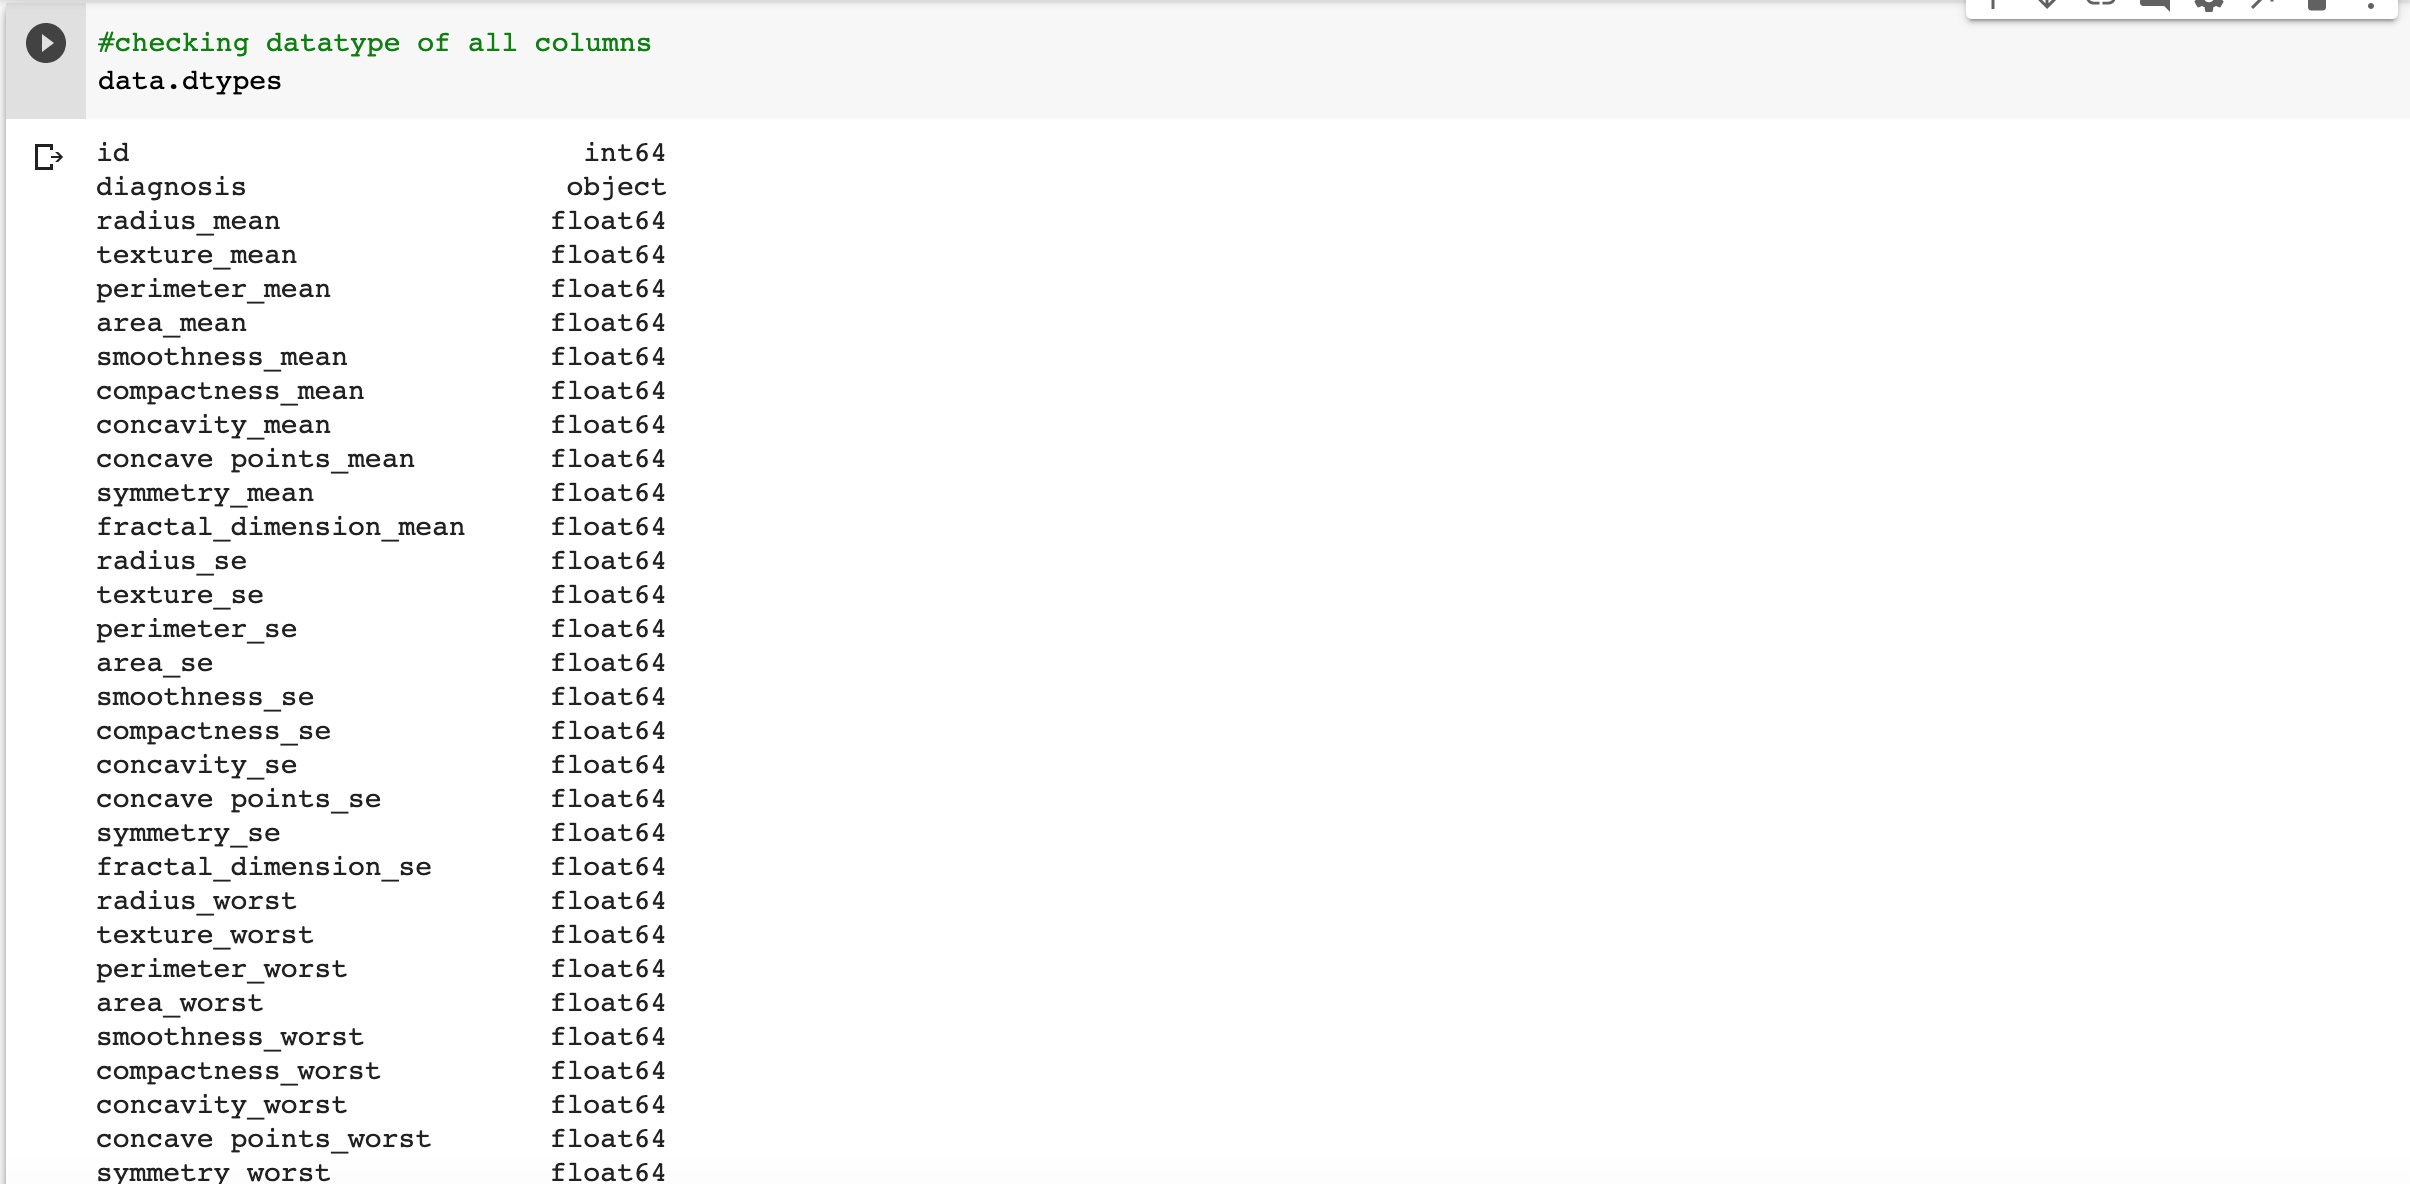 #checking datatype of all columns
data.dtypes
id int64
diagnosis object
radius_mean float64
texture_mean float64
perimeter_mean float64
area_mean float64
smoothness_mean float64
compactness_mean float64
concavity_mean float64
concave points_mean float64
symmetry_mean float64
fractal_dimension_mean float64
radius_se float64
texture_se float64
perimeter_se float64
area_se float64
smoothness_se float64
compactness_se float64
concavity_se float64
concave points_se float64
symmetry_se float64
fractal_dimension_se float64
radius_worst float64
texture_worst float64
perimeter_worst float64
area_worst float64
smoothness_worst float64
compactness_worst float64
concavity_worst float64
concave points_worst float64
symmetry_worst float64